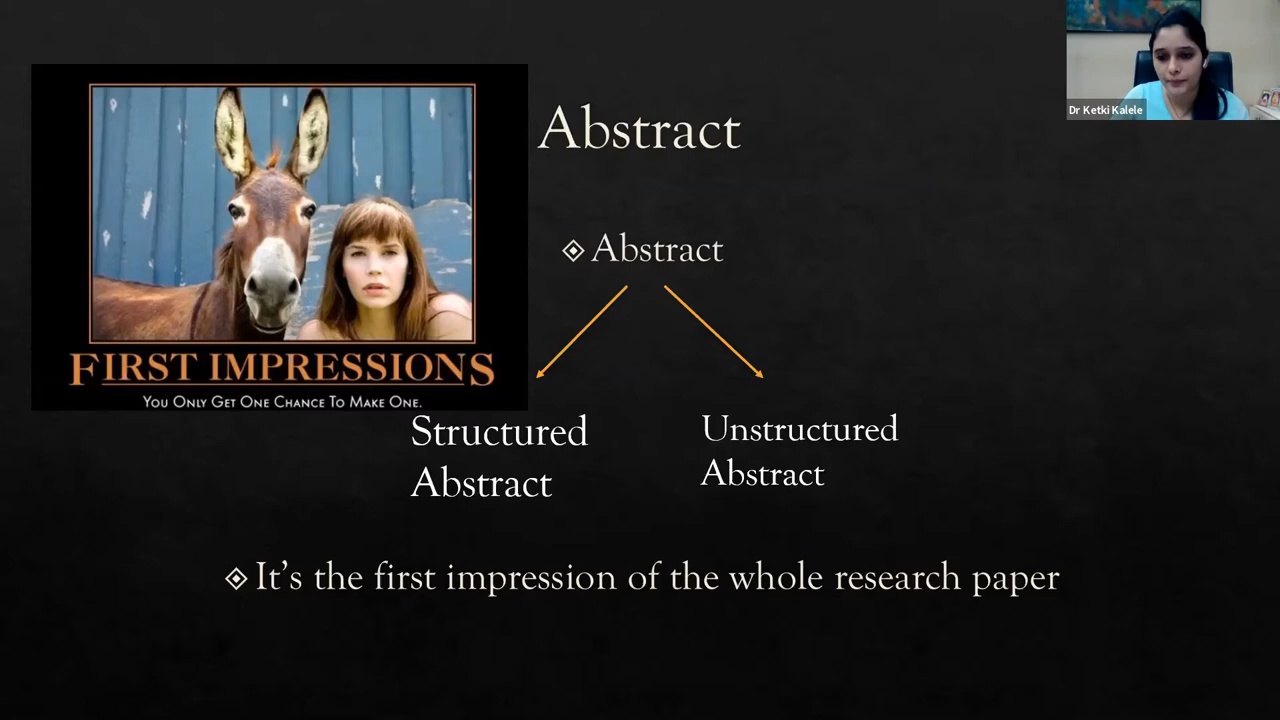 Dr Ketki Kalele
Abstract
FIRST IMPRESSIONS
YOU ONLY GET ONE CHANCE TO MAKE ONE.
Abstract
Structured
Abstract
Unstructured
Abstract
It’s the first impression of the whole research paper